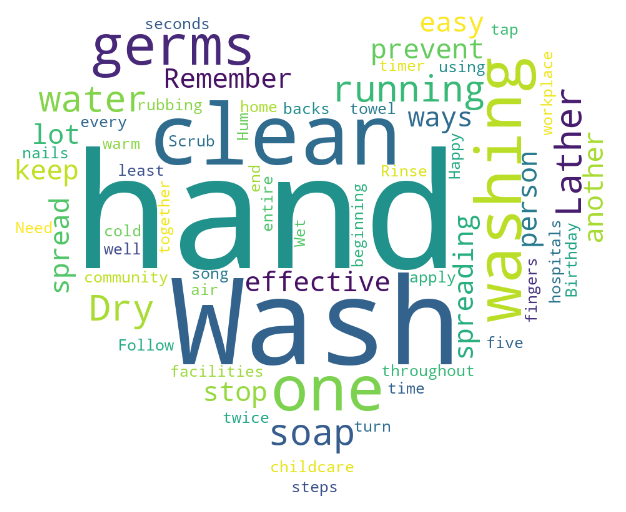 seconds
easy
tap
germs
prevent
Remember
timer
using
running
water
rubbing
home
backs
towel
ways
workplace
lot
every
clean
Hum
washing
Lather
nails
warm
Scrub
Happy
person
another
keep
least
hand
Rinse
together
end
entire
beginning
Need
spread
cold
well
Wet
spreading
hospitals
Birthday
fingers
community
song
air
effective
apply
Dry
Wash
Follow
five
facilities
throughout
stop
one
time
twice
soap
turn
childcare
steps